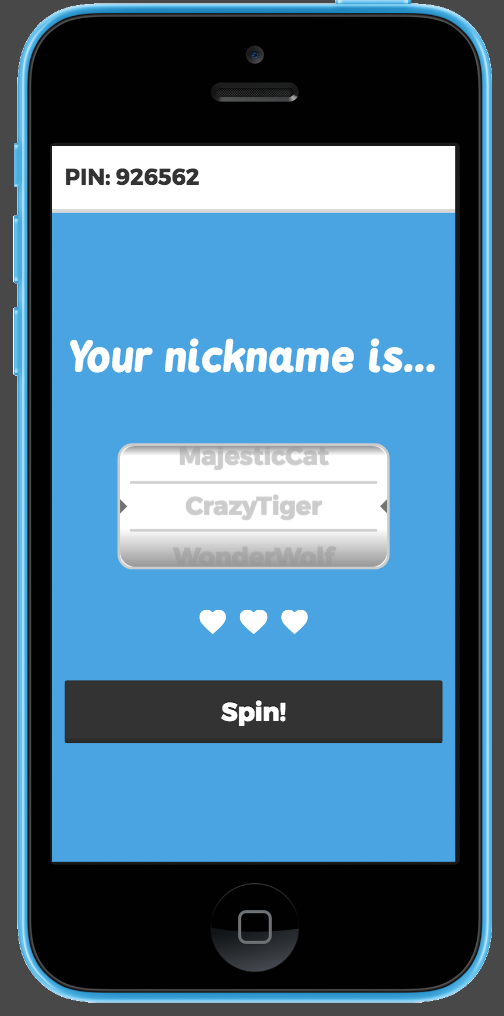 PIN: 926562
Your nickname is...
MajesticCat
CrazyTiger
WonderWolf
Spin!